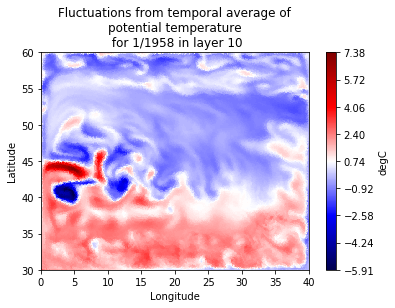 Fluctuations from temporal average of
potential temperature
for 1/1958 in layer 10
60
55
50
45
40
35
30
Latitude
0 5 10 15 20 25 30 35 40
Longitude
7.38
5.72
4.06
2.40
0.74
−0.92
−2.58
−4.24
−5.91
degC